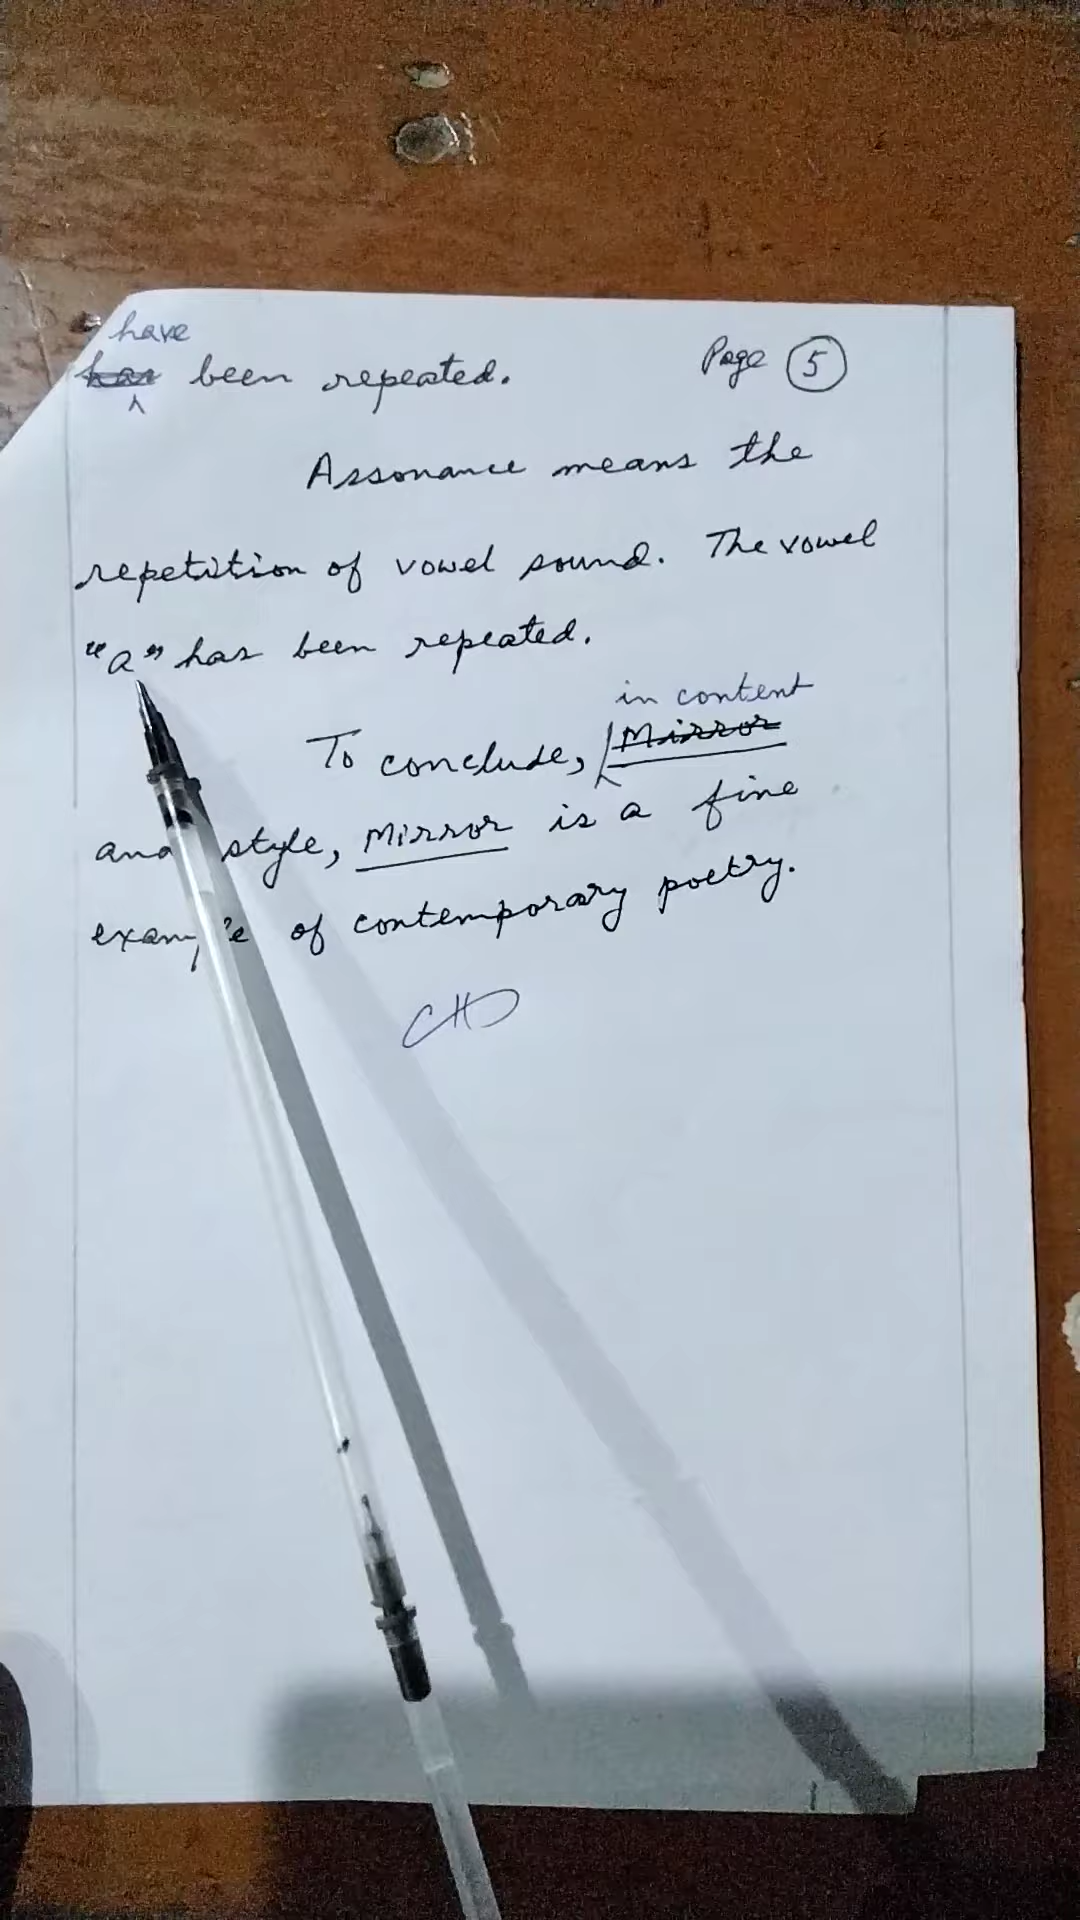 have
has been repeated. Page 5
Assonance means the
repetition of vowel sound. The vowel
"a" has been repeated.
in content
To conclude, Mirror
and style, Mirror is a fine
example of contemporary poetry.